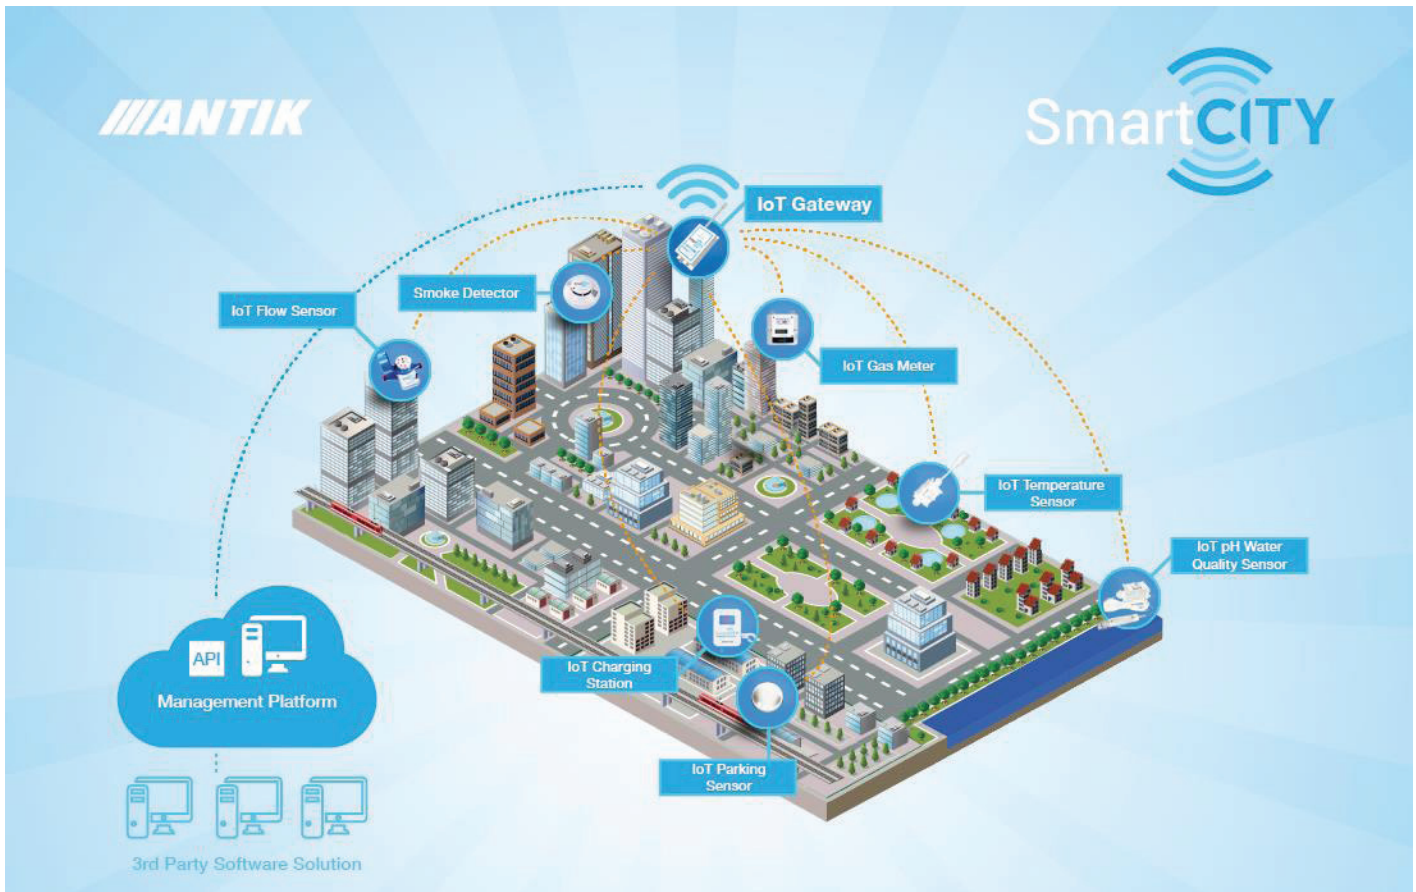 ANTIK
SmartCITY
IoT Gateway
Smoke Detector
IoT Flow Sensor
IoT Gas Meter
IoT Temperature
Sensor
IoT pH Water
Quality Sensor
API
Management Platform
IoT Charging
Station
IoT Parking
Sensor
3rd Party Software Solution